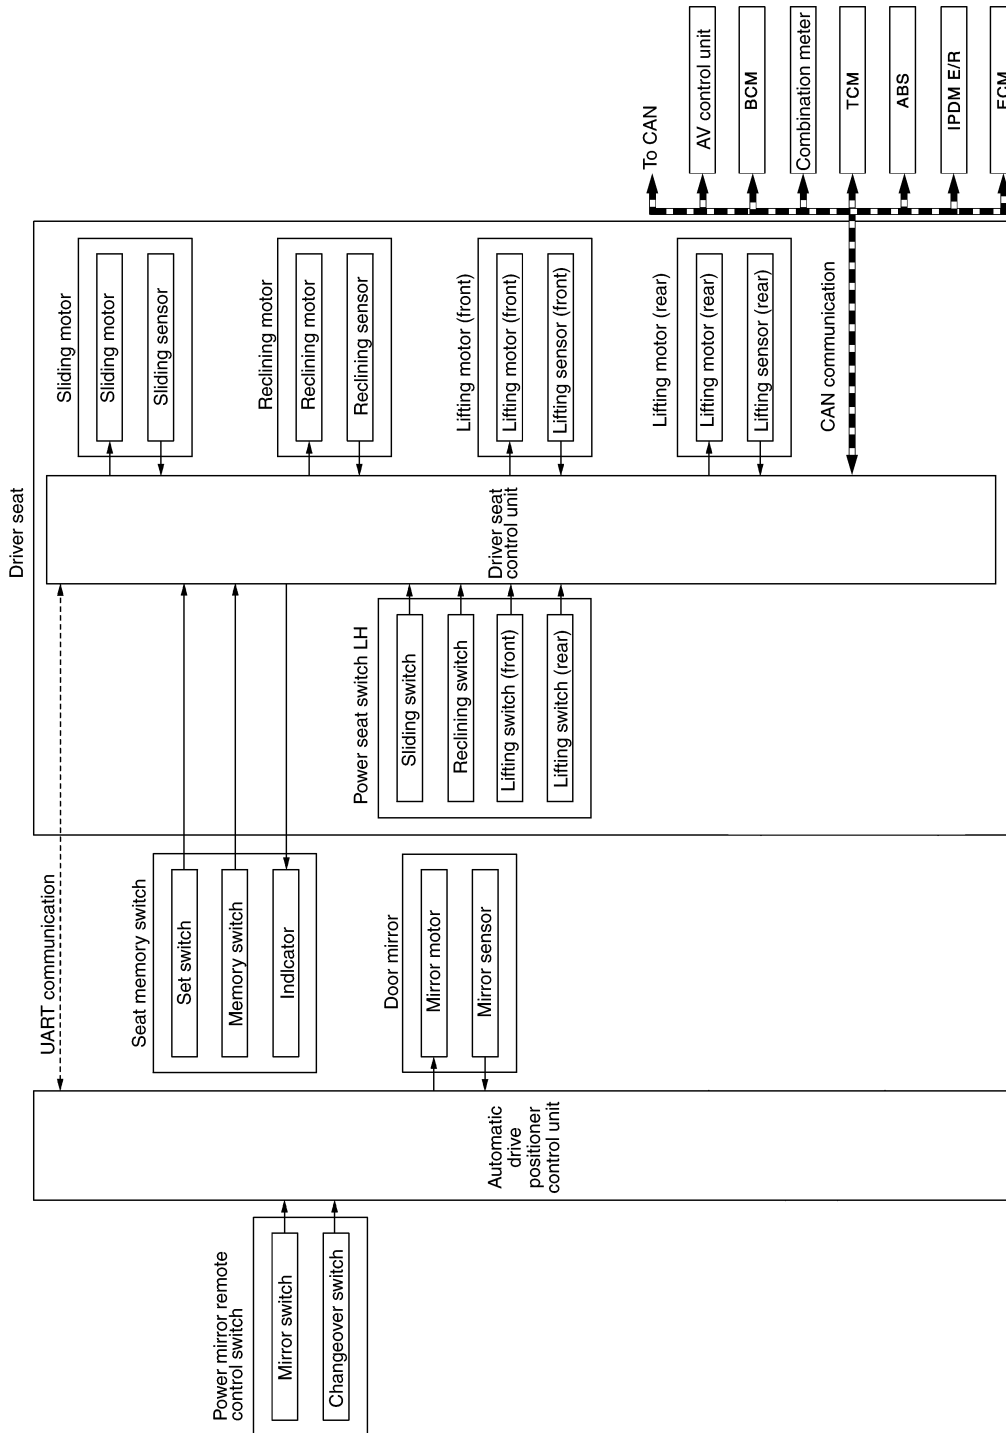 Power mirror remote
control switch
Mirror switch
Changeover switch
Automatic
drive
positioner
control unit
UART communication
Seat memory switch
Set switch
Memory switch
Indlcator
Door mirror
Mirror motor
Mirror sensor
Driver seat
Power seat switch LH
Sliding switch
Reclining switch
Lifting switch (front)
Lifting switch (rear)
Driver seat
control unit
Sliding motor
Sliding motor
Sliding sensor
Reclining motor
Reclining motor
Reclining sensor
Lifting motor (front)
Lifting motor (front)
Lifting sensor (front)
Lifting motor (rear)
Lifting motor (rear)
Lifting sensor (rear)
CAN communication
To CAN
AV control unit
BCM
Combination meter
TCM
ABS
IPDM E/R
ECM